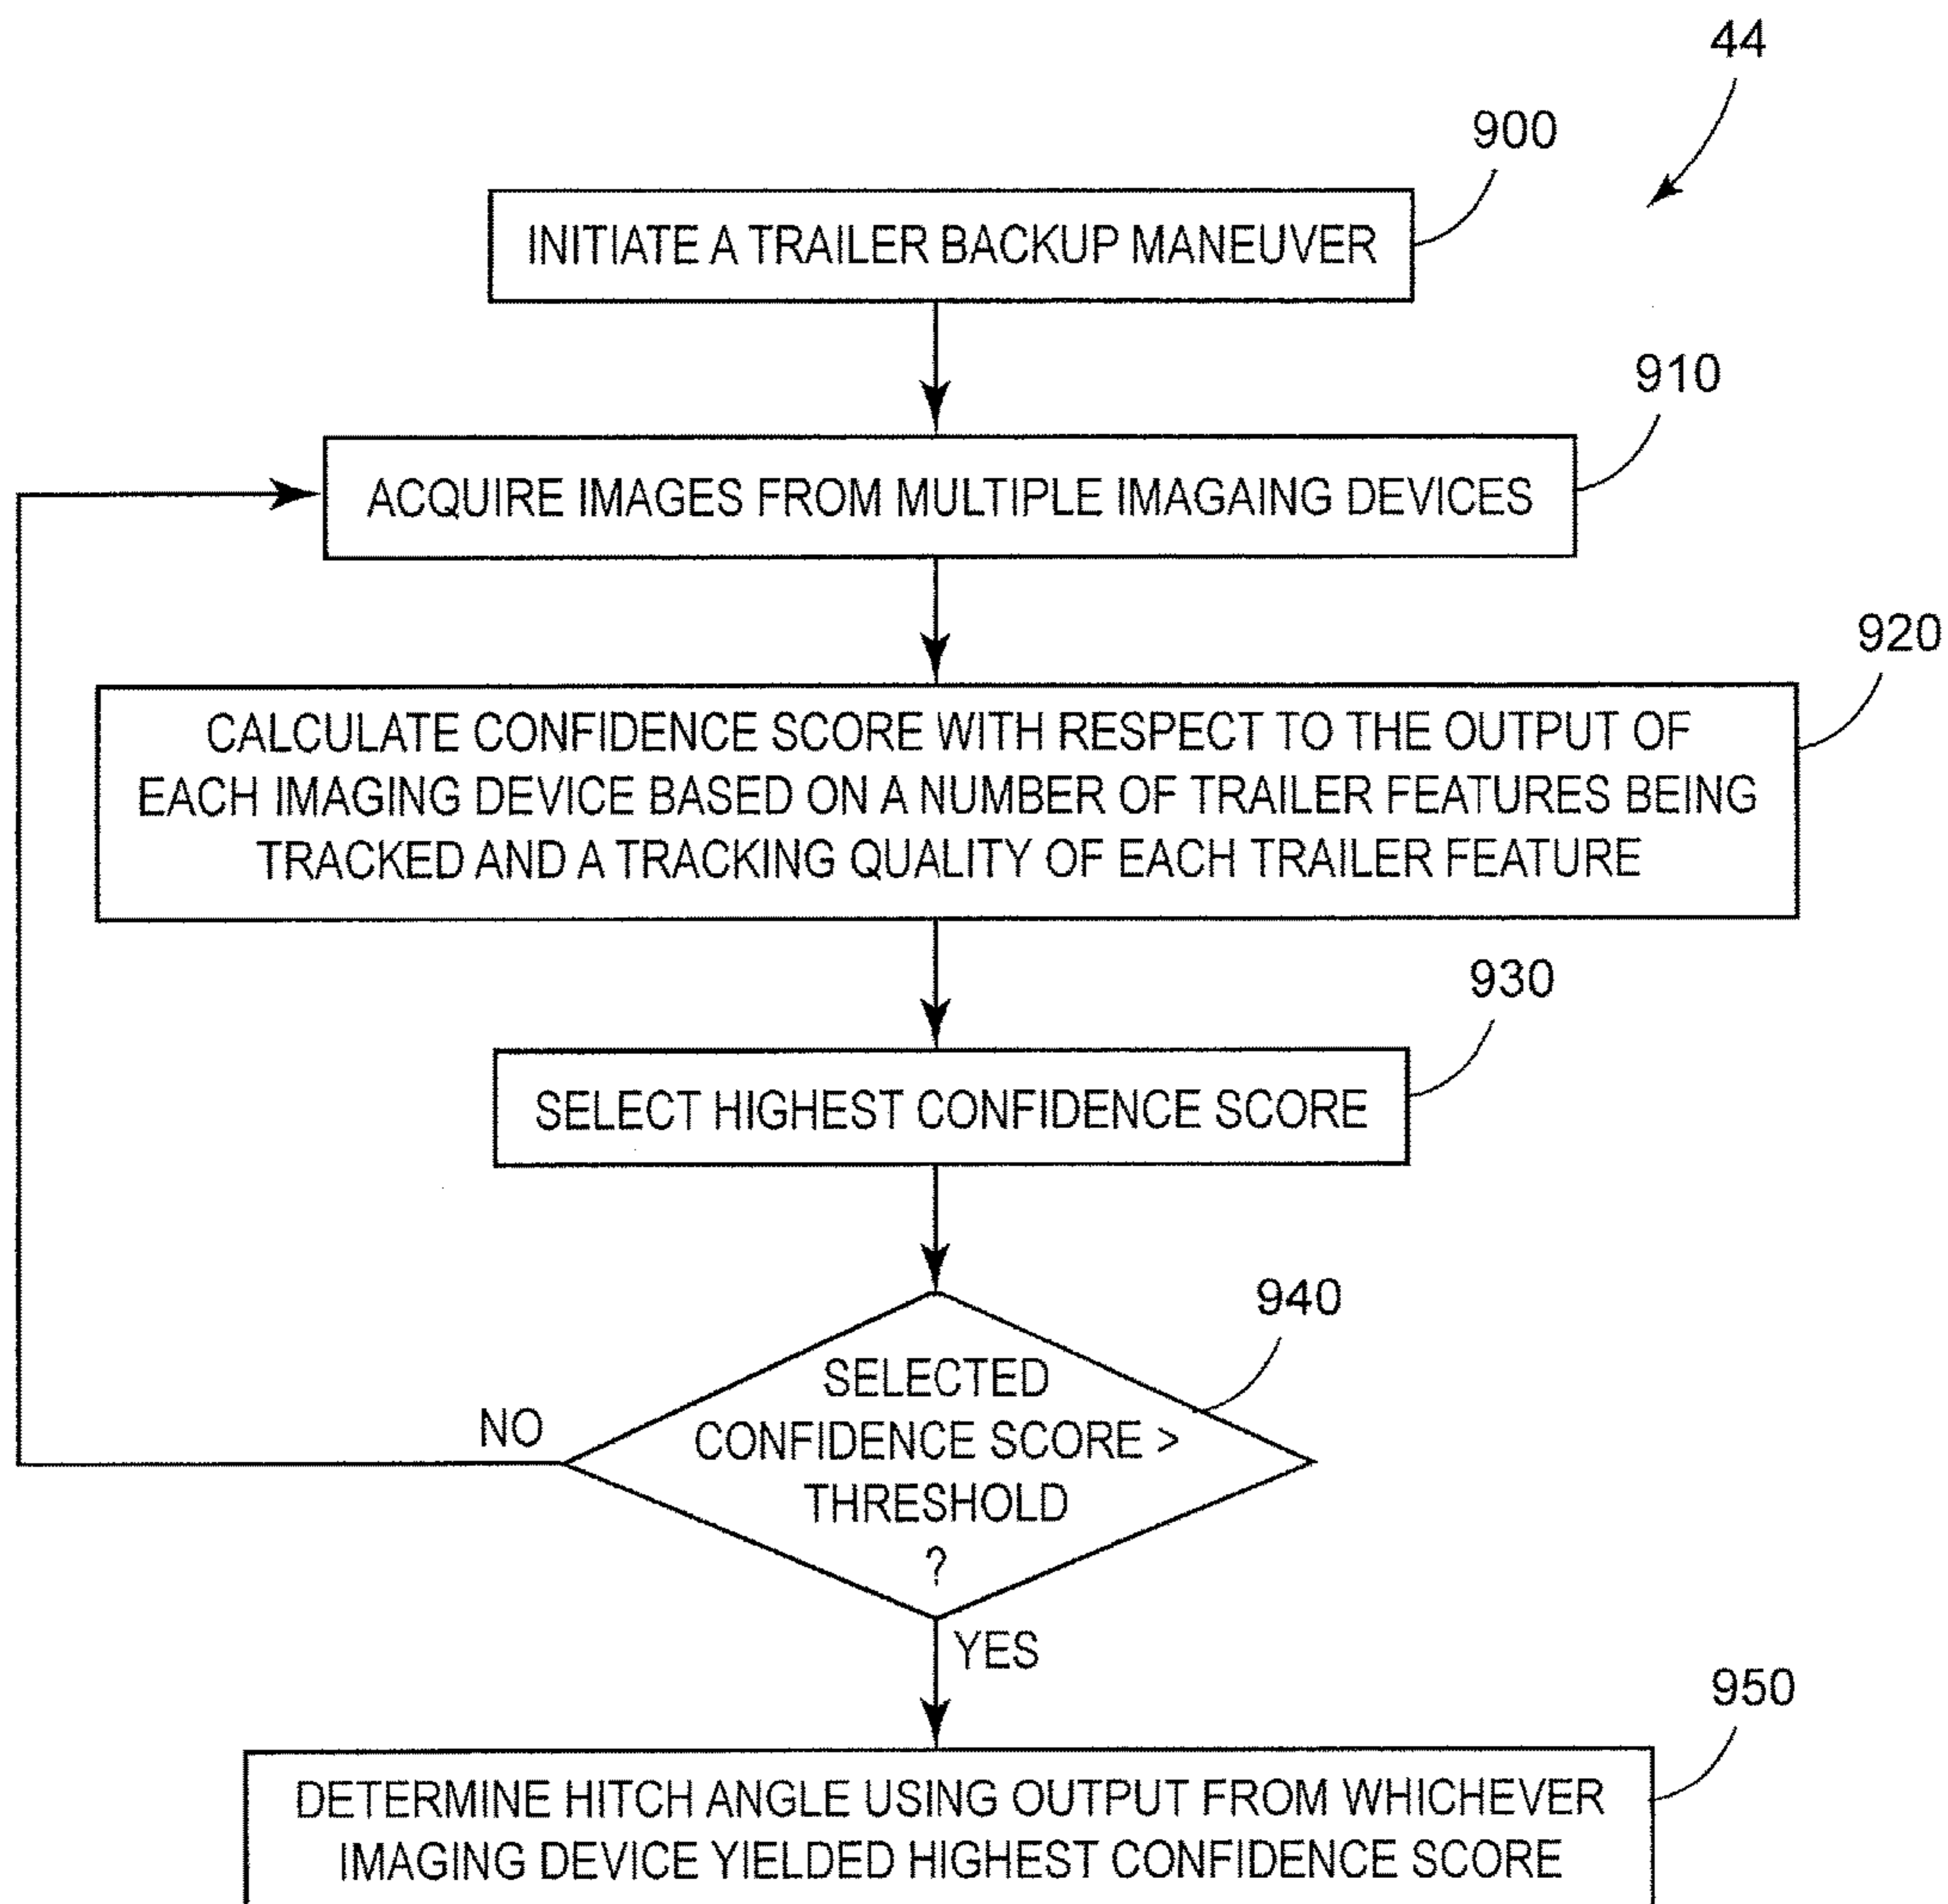 44
900
INITIATE A TRAILER BACKUP MANEUVER
910
ACQUIRE IMAGES FROM MULTIPLE IMAGAING DEVICES
920
CALCULATE CONFIDENCE SCORE WITH RESPECT TO THE OUTPUT OF
EACH IMAGING DEVICE BASED ON A NUMBER OF TRAILER FEATURES BEING
TRACKED AND A TRACKING QUALITY OF EACH TRAILER FEATURE
930
SELECT HIGHEST CONFIDENCE SCORE
940
SELECTED
CONFIDENCE SCORE >
THRESHOLD
?
NO
YES
950
DETERMINE HITCH ANGLE USING OUTPUT FROM WHICHEVER
IMAGING DEVICE YIELDED HIGHEST CONFIDENCE SCORE